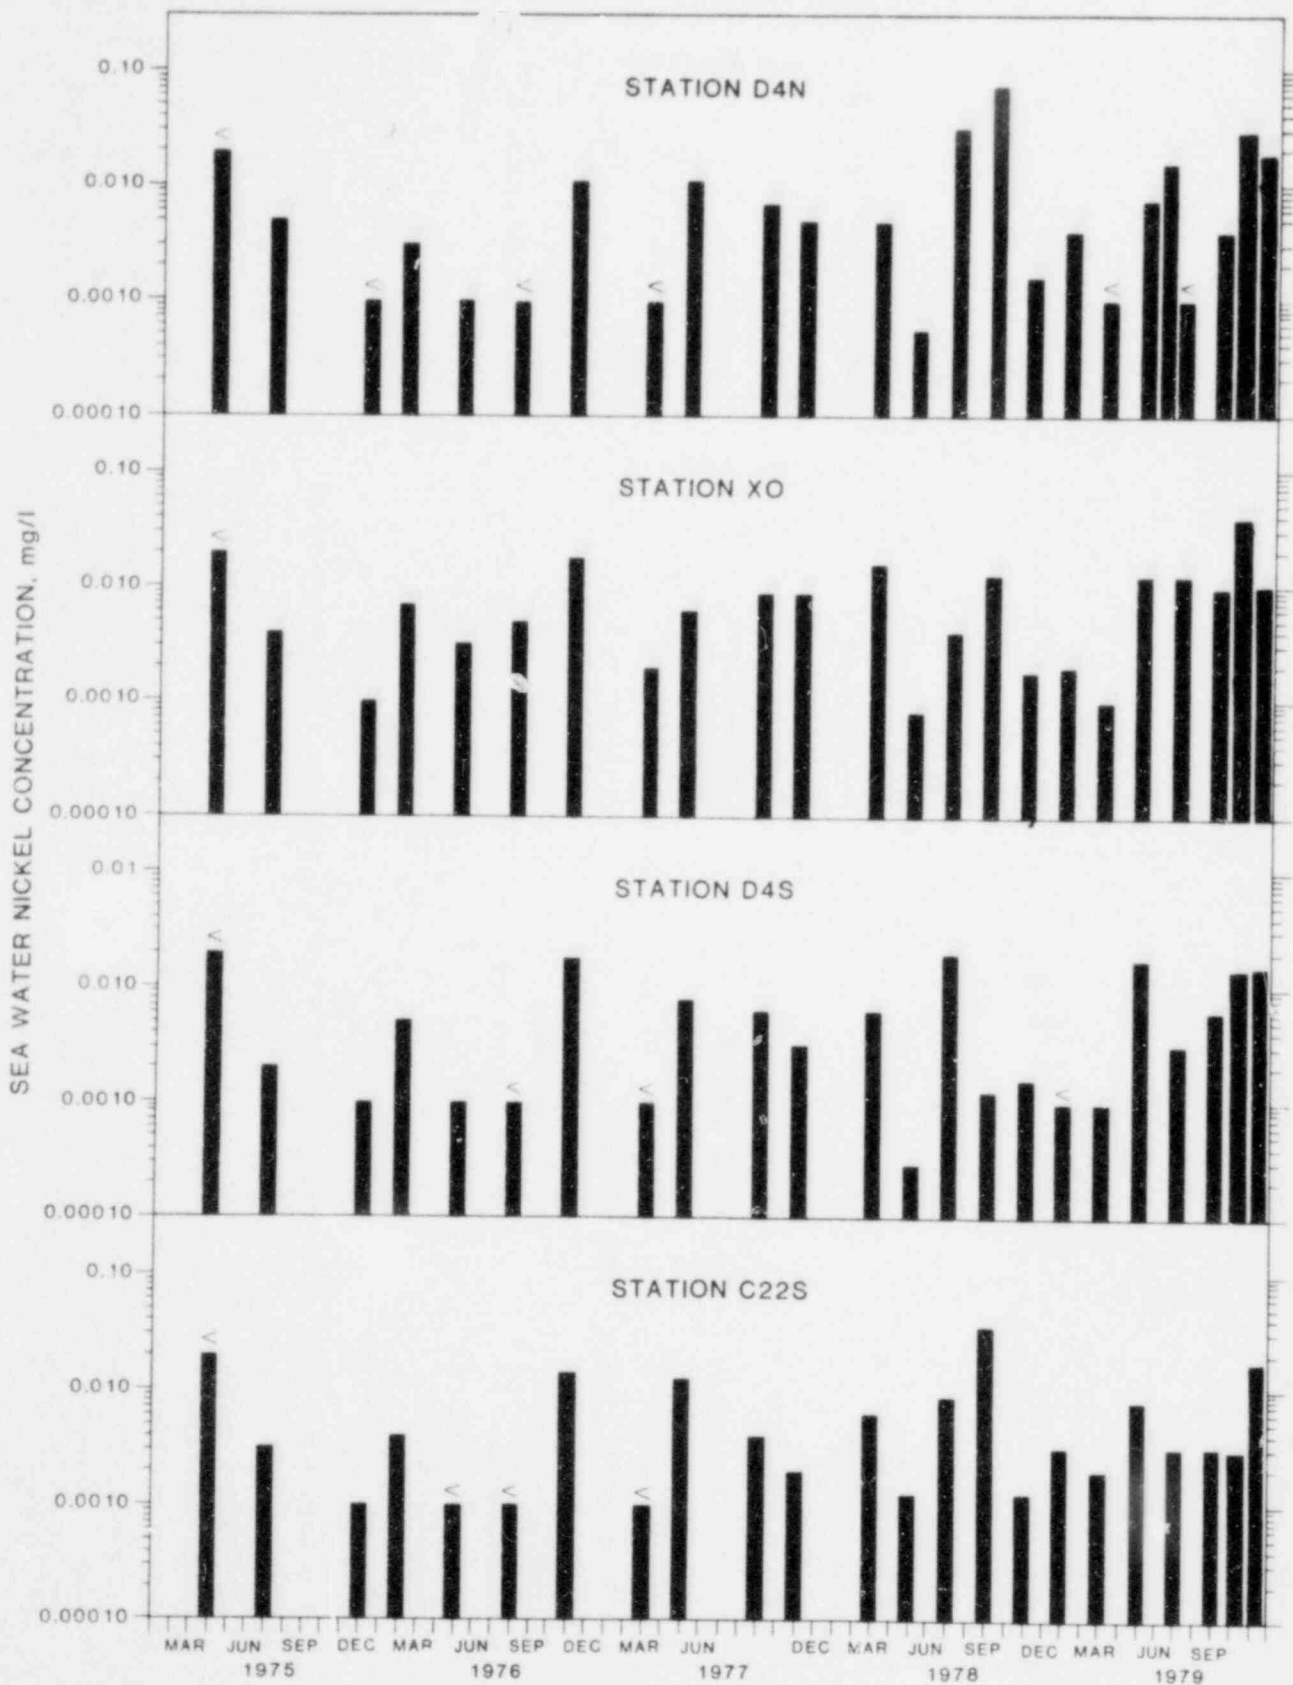 SEA WATER NICKEL CONCENTRATION, mg/l
STATION D4N
0.10
<
0.010
< < < < <
0.0010
0.00010
STATION XO
0.10
<
0.010
0.0010
0.00010
STATION D4S
0.01
<
0.010
< < <
0.0010
0.00010
STATION C22S
0.10
<
0.010
< < <
0.0010
0.00010
MAR JUN SEP DEC MAR JUN SEP DEC MAR JUN DEC MAR JUN SEP DEC MAR JUN SEP
1975 1976 1977 1978 1979